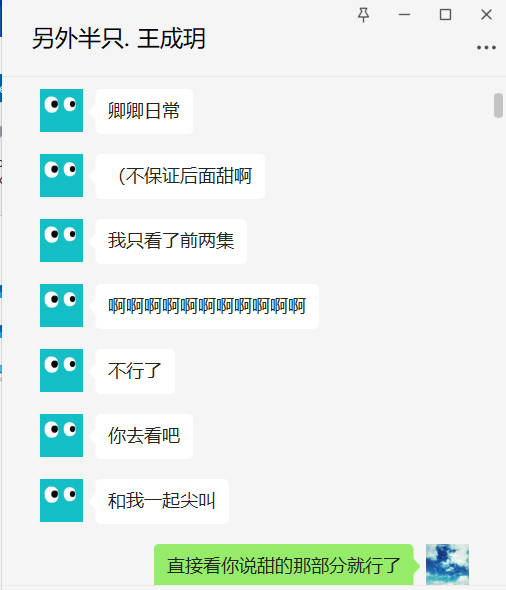 另外半只. 王成玥
卿卿日常
（不保证后面甜啊
我只看了前两集
啊啊啊啊啊啊啊啊啊啊啊
不行了
你去看吧
和我一起尖叫
直接看你说甜的那部分就行了